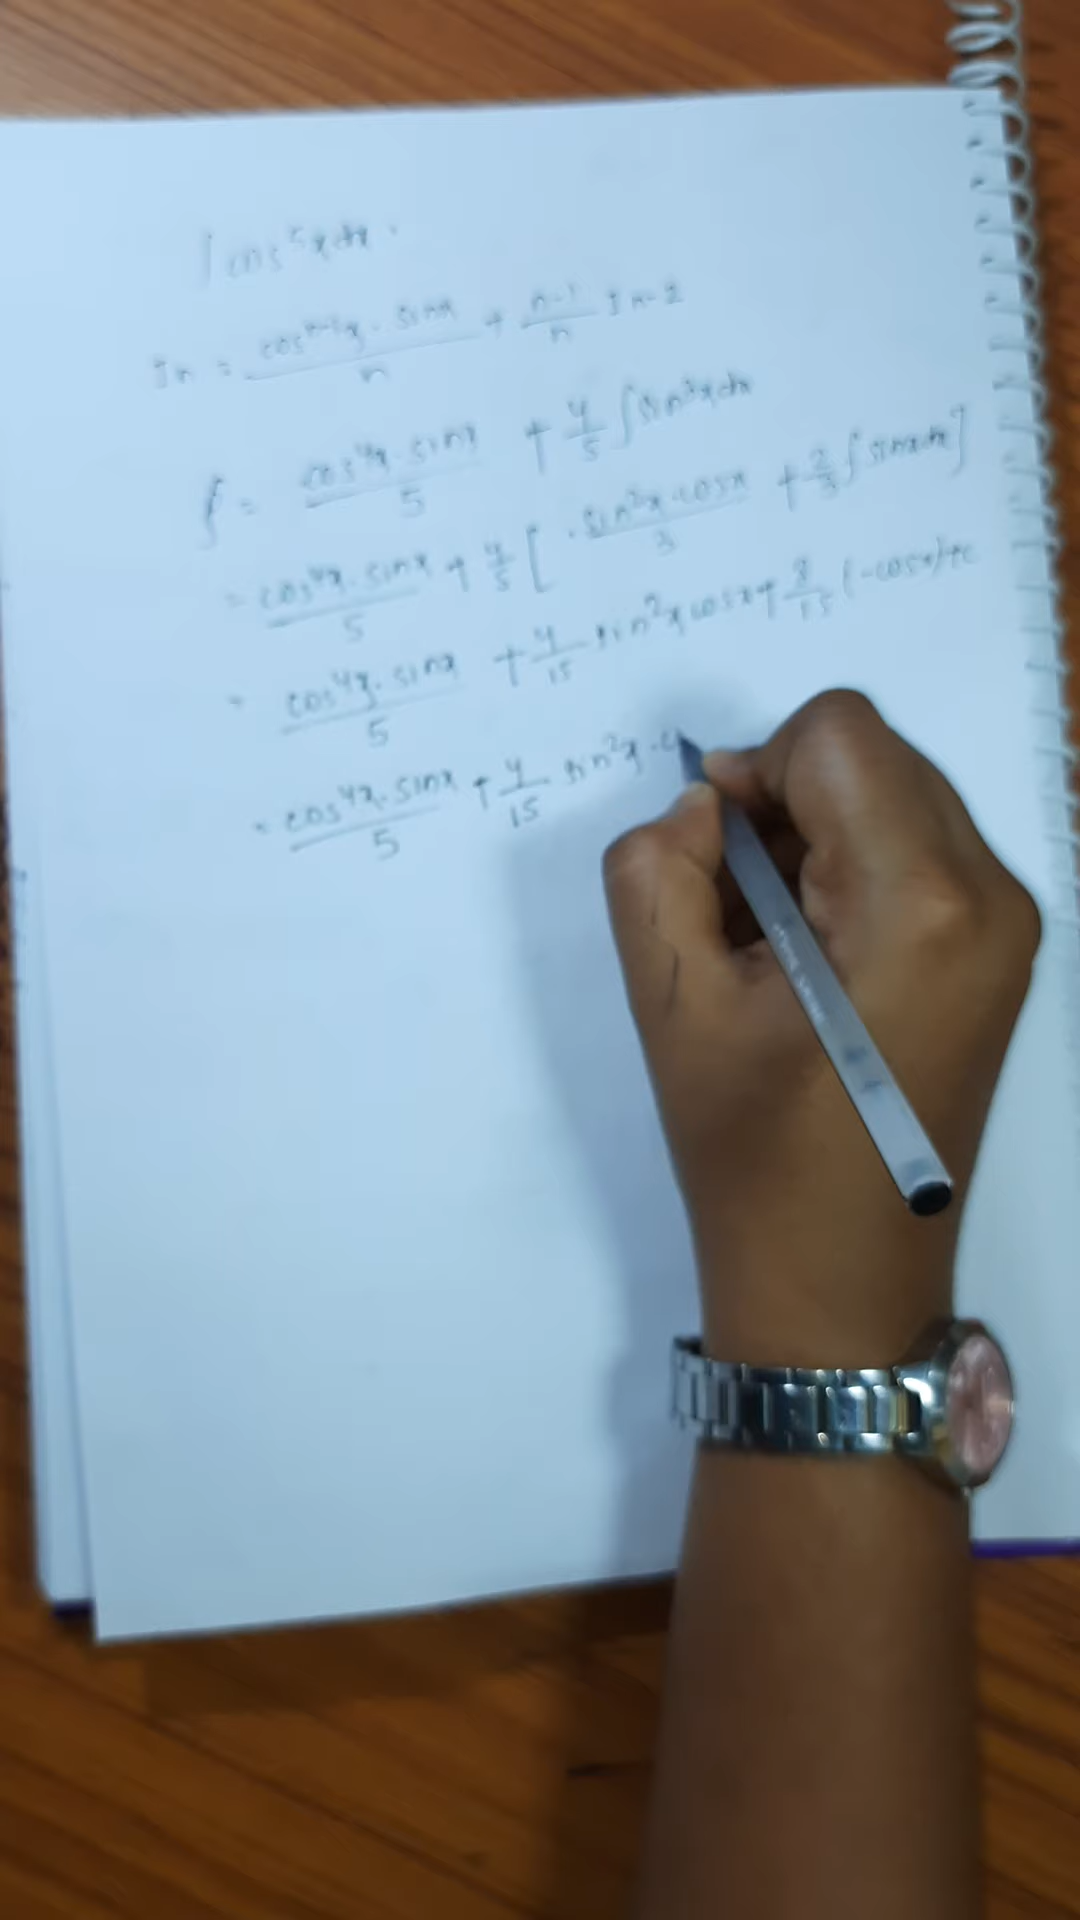 ∫cos⁵x dx.
In = cosⁿ⁻¹x · sinx / n + n-1 / n In-2
∫ = cos⁴x · sinx / 5 + 4/5 ∫sin³x dx
= cos⁴x · sinx / 5 + 4/5 [ · sin²x · cosx / 3 + 2/3 ∫ sinx dx ]
= cos⁴x · sinx / 5 + 4/15 sin²x cosx + 8/15 (-cosx)+c
= cos⁴x · sinx / 5 + 4/15 sin²x · c